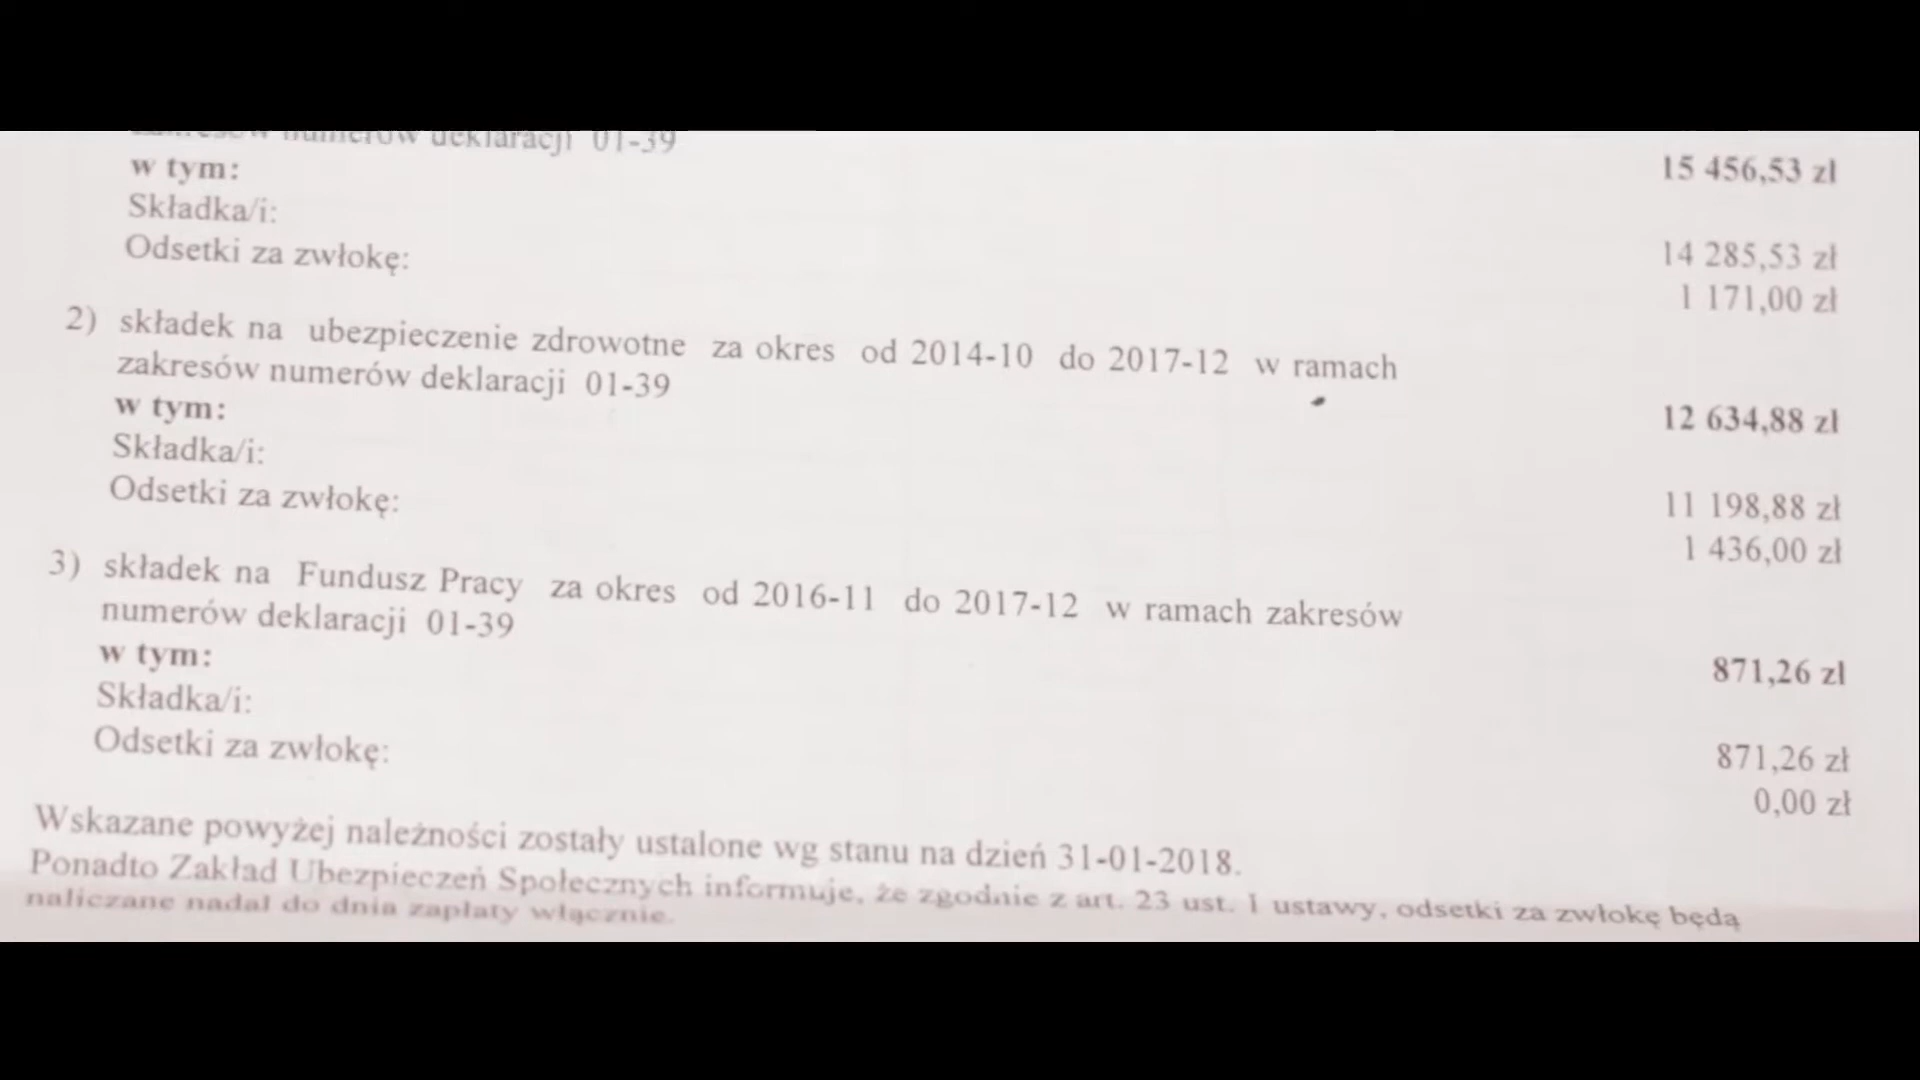 zakresów numerów deklaracji 01-39
w tym: 15 456,53 zł
Składka/i: 14 285,53 zł
Odsetki za zwłokę: 1 171,00 zł
2) składek na ubezpieczenie zdrowotne za okres od 2014-10 do 2017-12 w ramach
zakresów numerów deklaracji 01-39
w tym: 12 634,88 zł
Składka/i: 11 198,88 zł
Odsetki za zwłokę: 1 436,00 zł
3) składek na Fundusz Pracy za okres od 2016-11 do 2017-12 w ramach zakresów
numerów deklaracji 01-39
w tym: 871,26 zł
Składka/i: 871,26 zł
Odsetki za zwłokę: 0,00 zł
Wskazane powyżej należności zostały ustalone wg stanu na dzień 31-01-2018.
Ponadto Zakład Ubezpieczeń Społecznych informuje, że zgodnie z art. 23 ust. 1 ustawy, odsetki za zwłokę będą
naliczane nadal do dnia zapłaty włącznie.